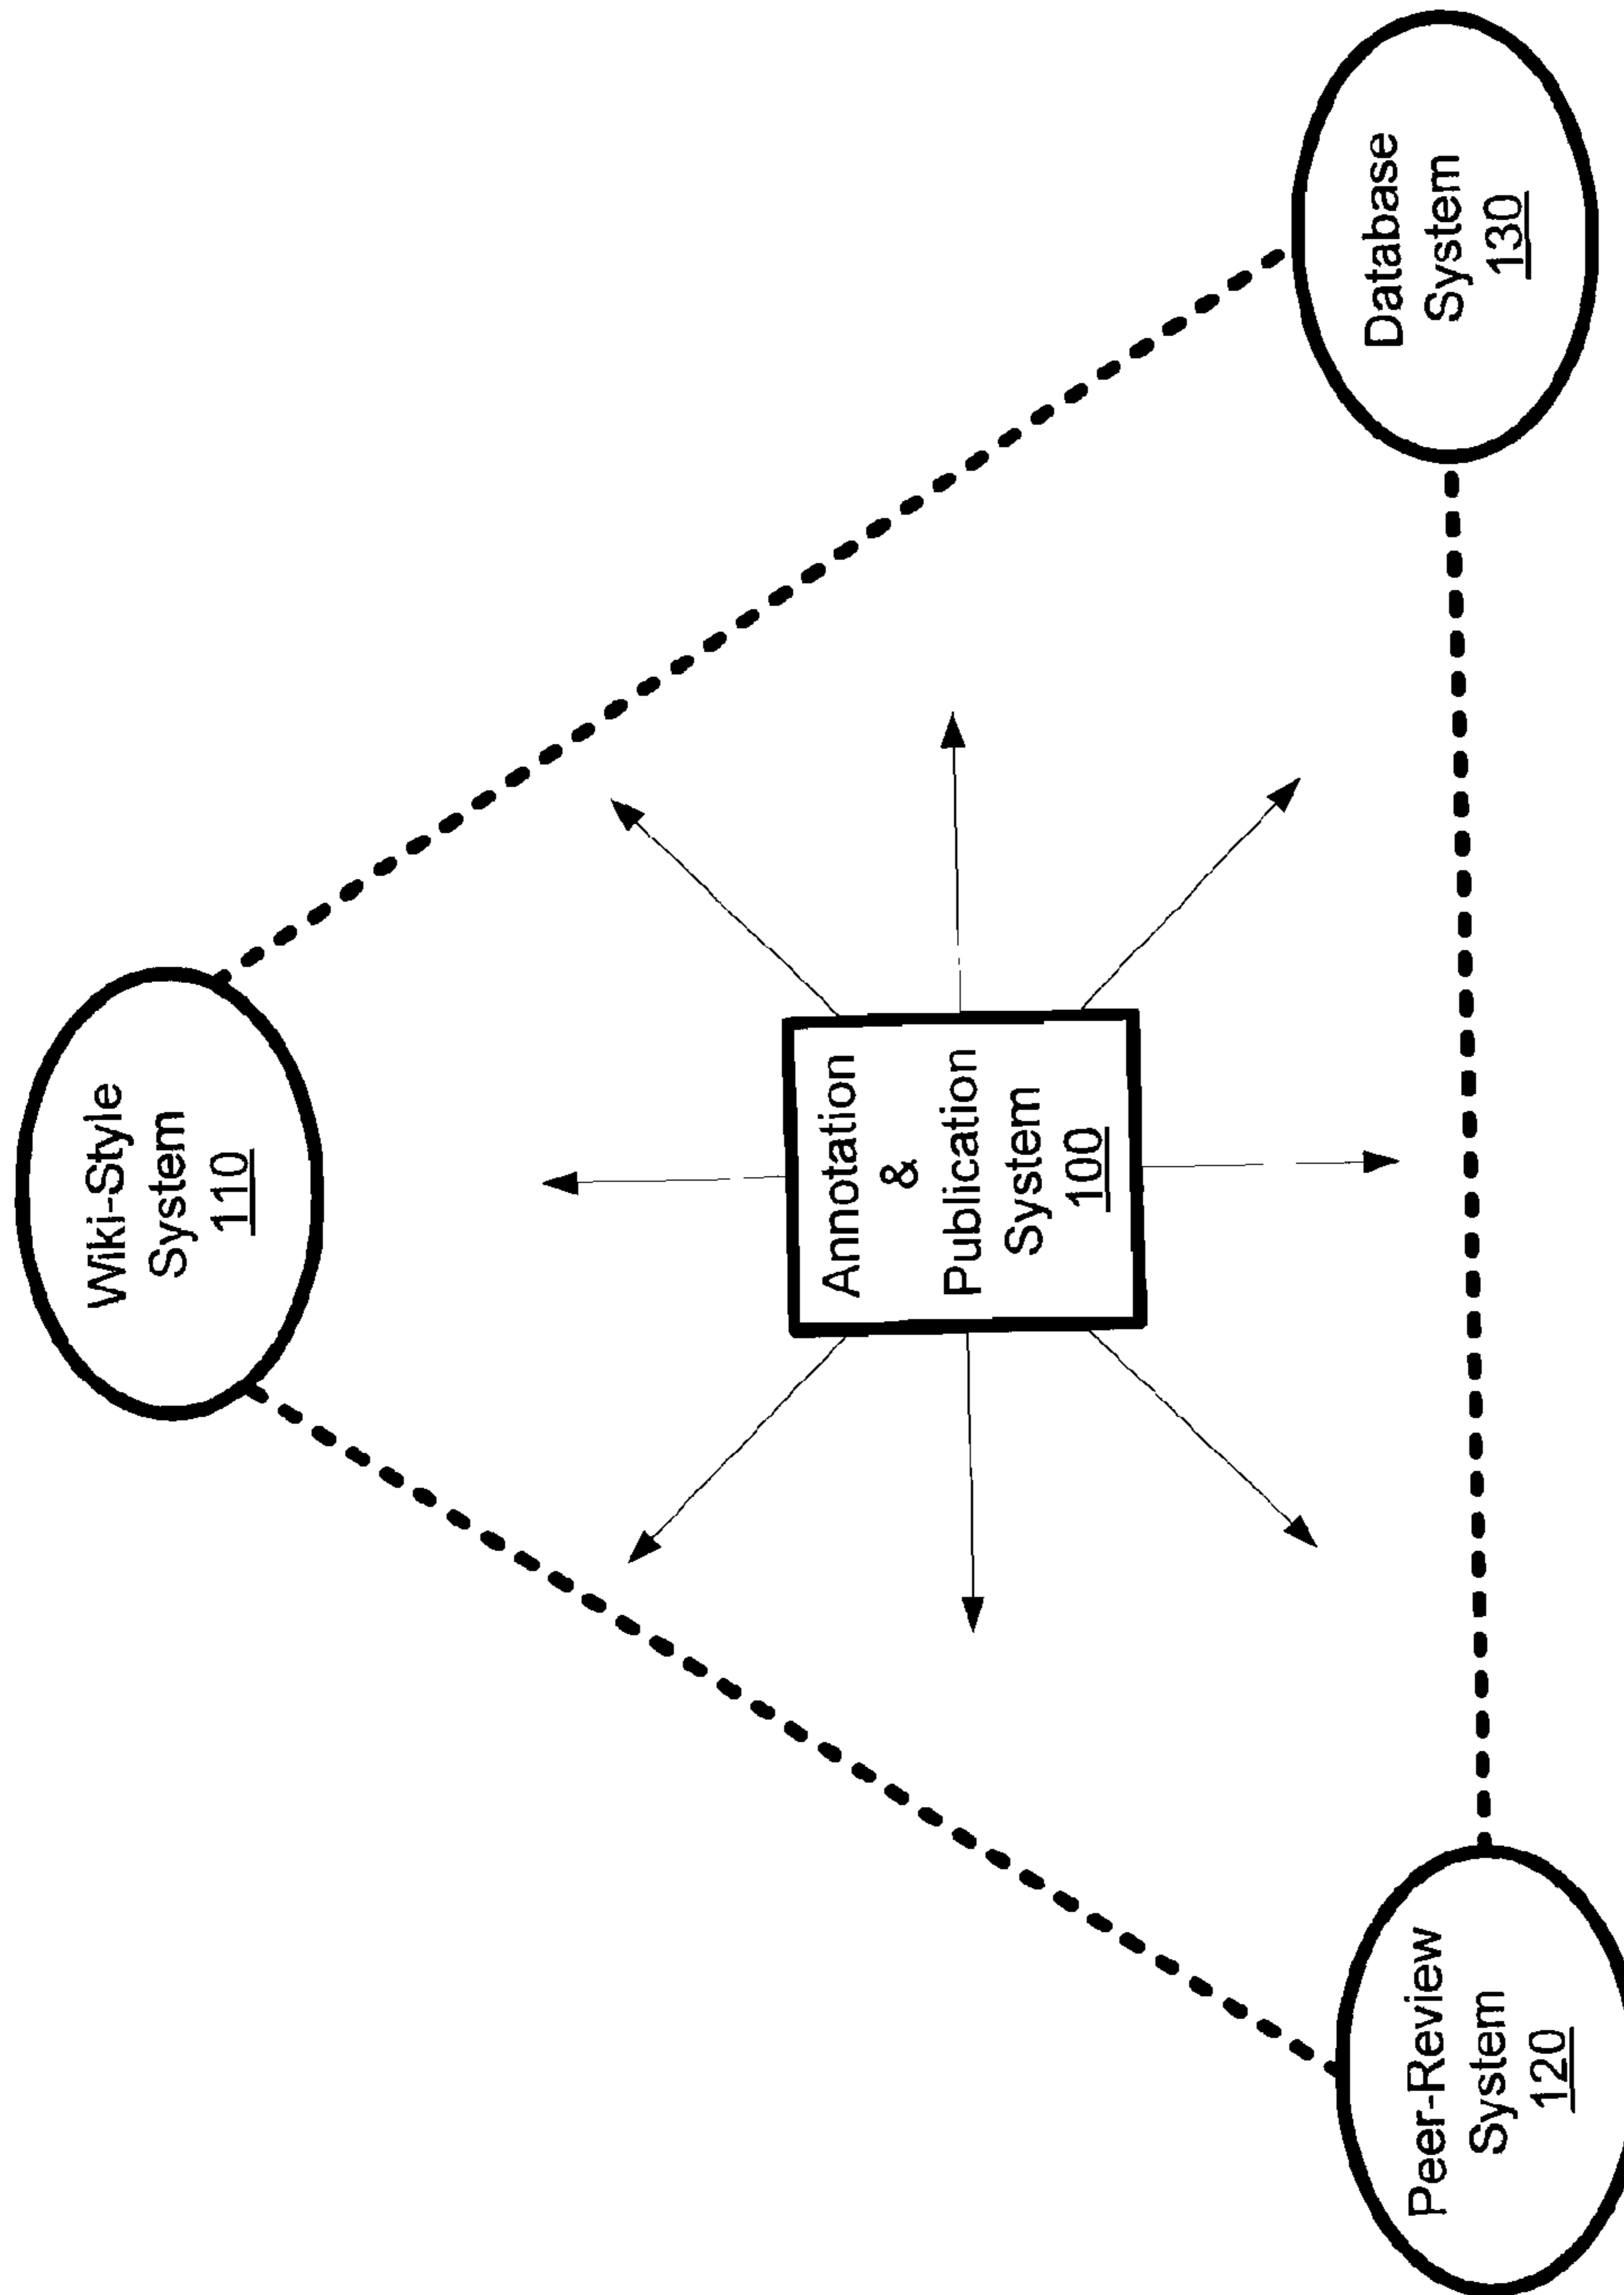 Wiki-Style
System
110
Annotation
&
Publication
System
100
Peer-Review
System
120
Database
System
130